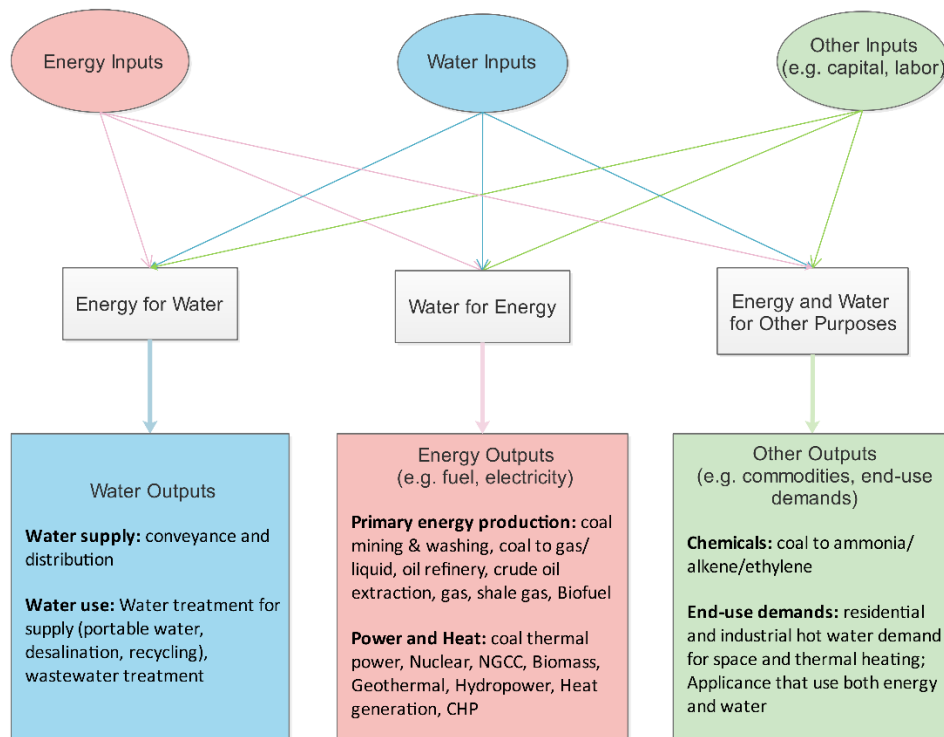 Energy Inputs
Water Inputs
Other Inputs
(e.g. capital, labor)
Energy for Water
Water for Energy
Energy and Water
for Other Purposes
Water Outputs
Water supply: conveyance and
distribution
Water use: Water treatment for
supply (portable water,
desalination, recycling),
wastewater treatment
Energy Outputs
(e.g. fuel, electricity)
Primary energy production: coal
mining & washing, coal to gas/
liquid, oil refinery, crude oil
extraction, gas, shale gas, Biofuel
Power and Heat: coal thermal
power, Nuclear, NGCC, Biomass,
Geothermal, Hydropower, Heat
generation, CHP
Other Outputs
(e.g. commodities, end-use
demands)
Chemicals: coal to ammonia/
alkene/ethylene
End-use demands: residential
and industrial hot water demand
for space and thermal heating;
Applicance that use both energy
and water